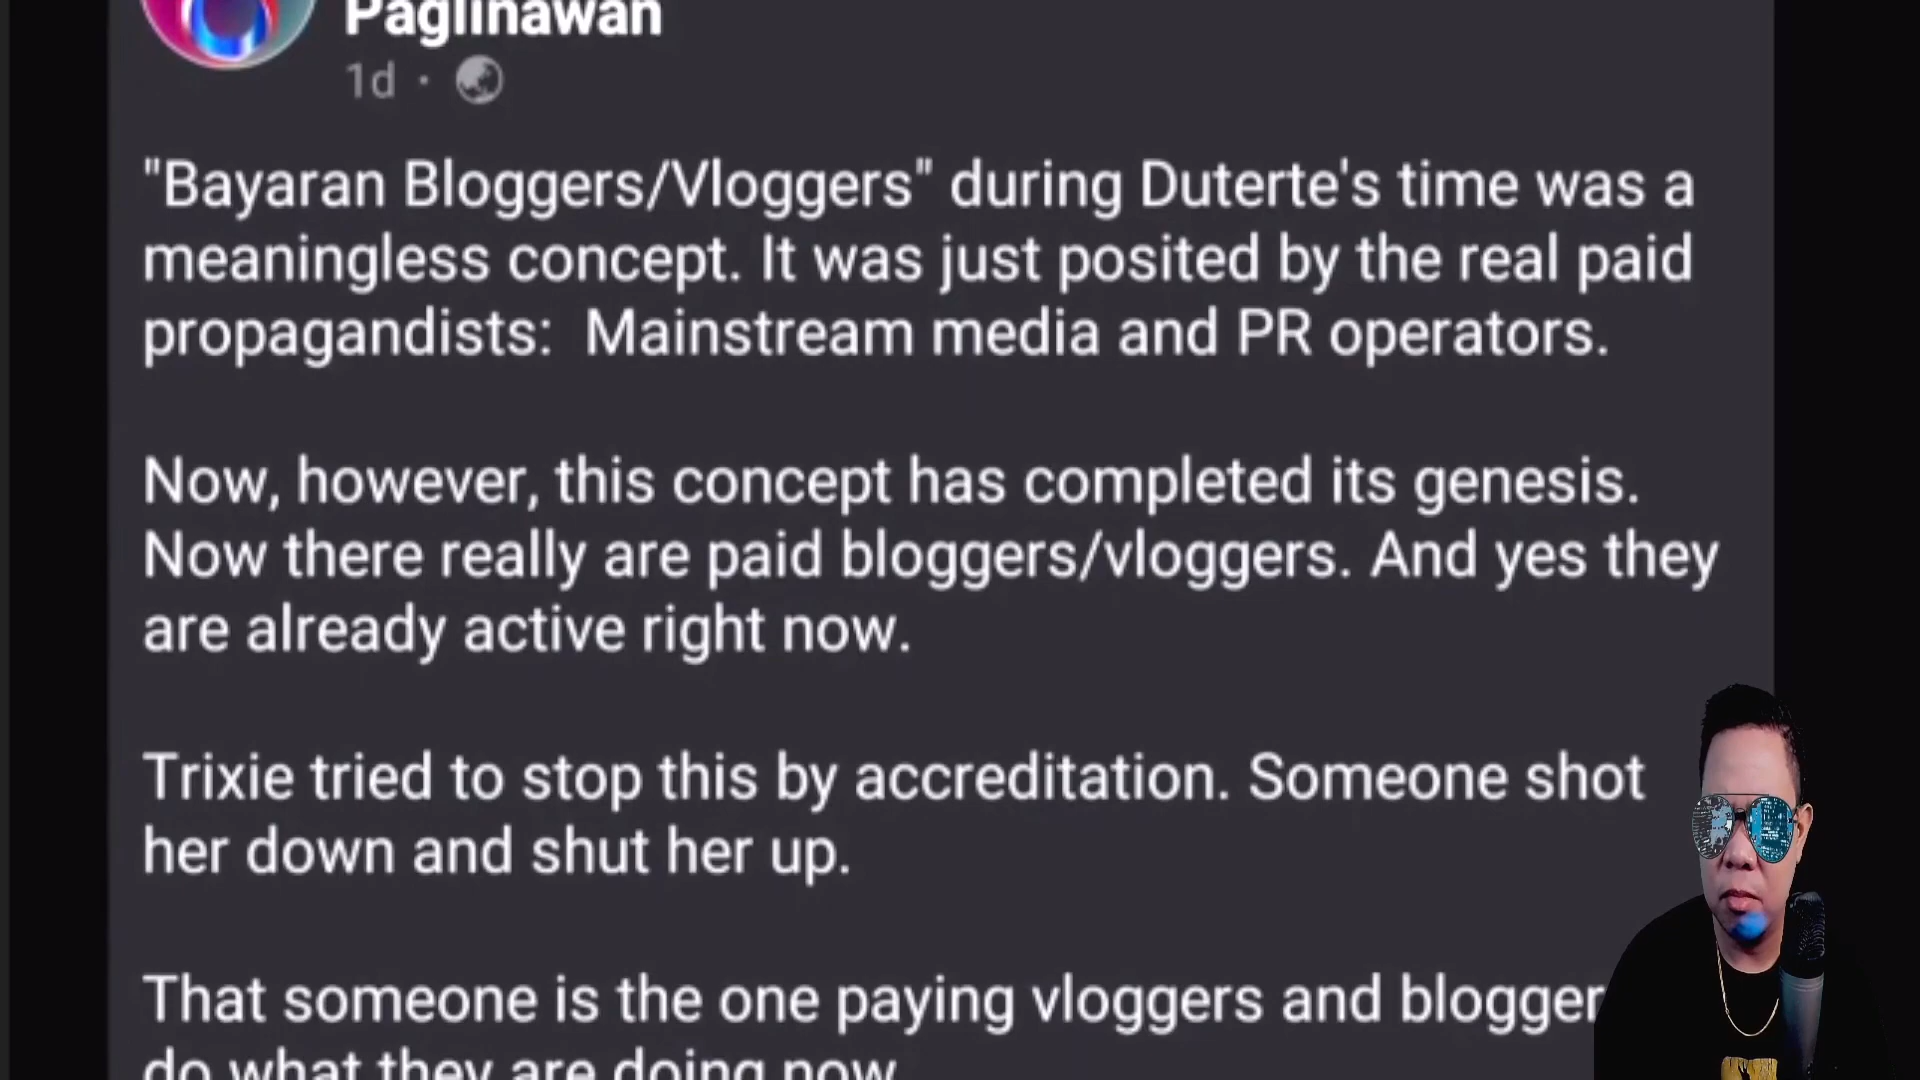 Paglinawan
1d ·
"Bayaran Bloggers/Vloggers" during Duterte's time was a
meaningless concept. It was just posited by the real paid
propagandists: Mainstream media and PR operators.
Now, however, this concept has completed its genesis.
Now there really are paid bloggers/vloggers. And yes they
are already active right now.
Trixie tried to stop this by accreditation. Someone shot
her down and shut her up.
That someone is the one paying vloggers and blogger
do what they are doing now